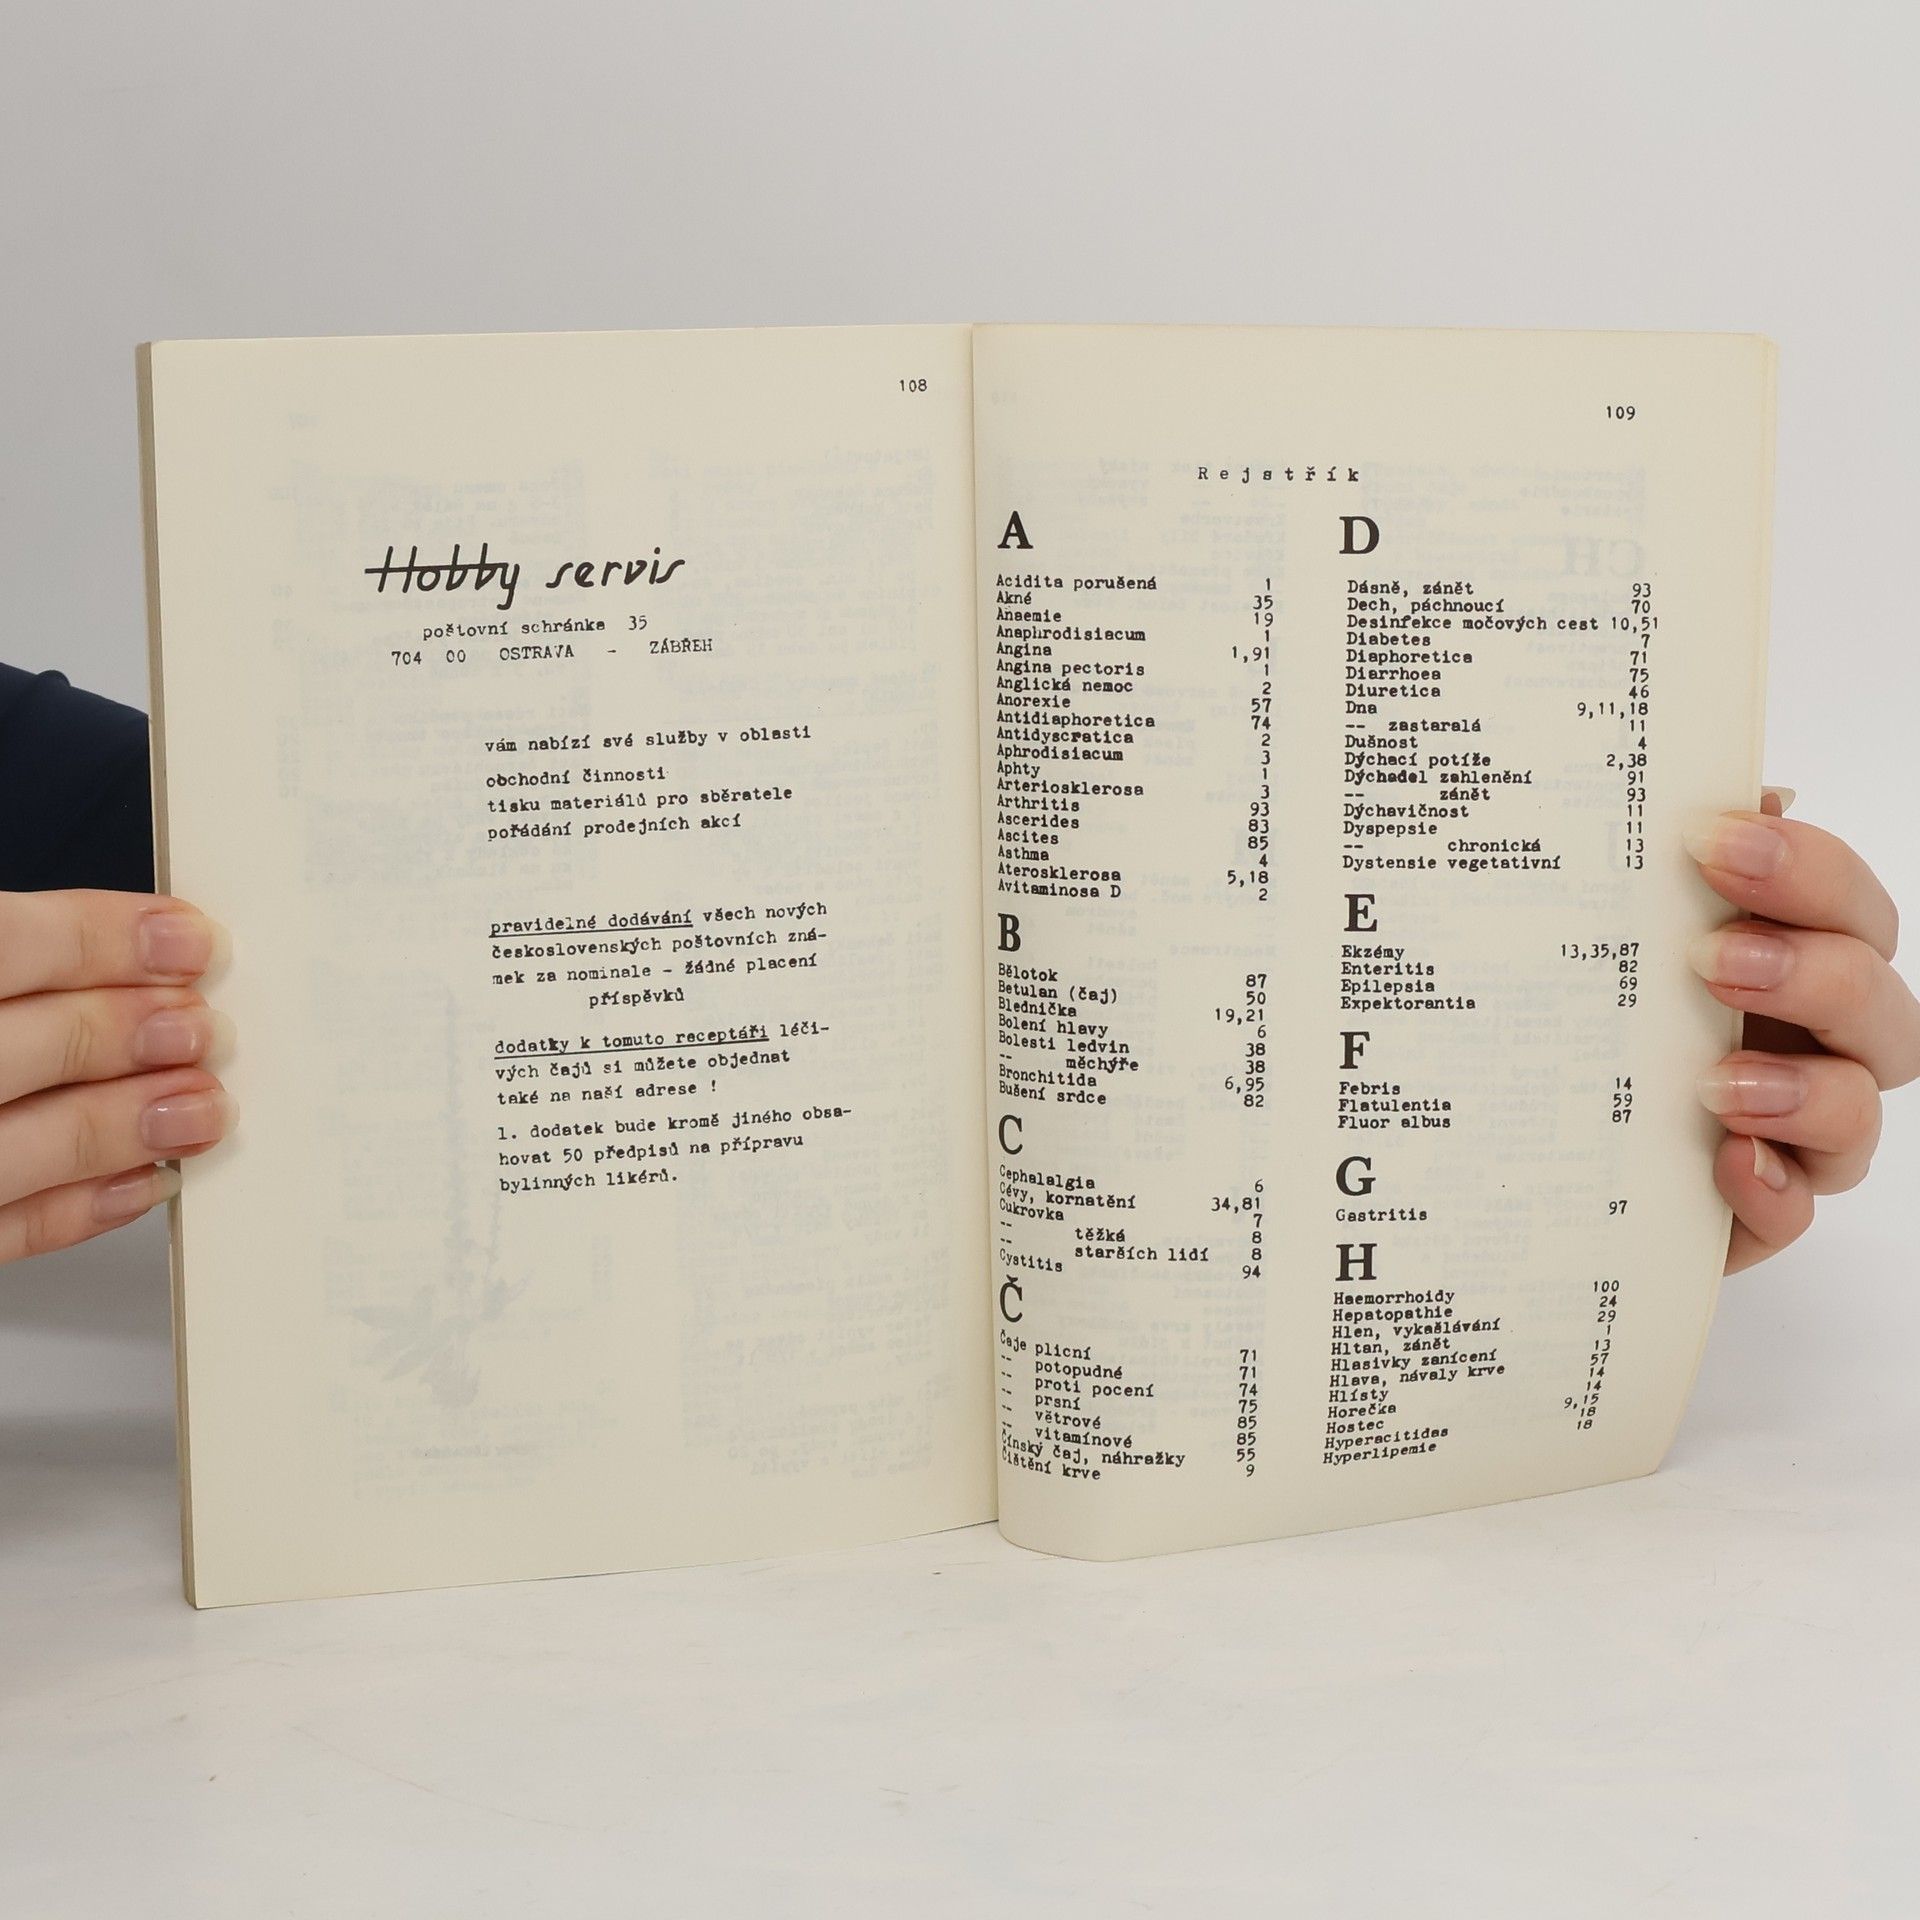 108
Hobby servis
poštovní schránka 35
704 00 OSTRAVA - ZÁBŘEH
vám nabízí své služby v oblasti
obchodní činnosti
tisku materiálů pro sběratele
pořádání prodejních akcí
pravidelné dodávání všech nových
československých poštovních zná-
mek za nominale - žádné placení
příspěvků
dodatky k tomuto receptáři léči-
vých čajů si můžete objednat
také na naší adrese !
1. dodatek bude kromě jiného obsa-
hovat 50 předpisů na přípravu
bylinných likérů.
109
Rejstřík
A
Acidita porušená 1
Akné 35
Anaemie 19
Anaphrodisiacum 1
Angina 1,91
Angina pectoris 1
Anglická nemoc 2
Anorexie 57
Antidiaphoretica 74
Antidyscratica 2
Aphrodisiacum 3
Aphty 1
Arteriosklerosa 3
Arthritis 93
Ascerides 83
Ascites 85
Asthma 4
Aterosklerosa 5,18
Avitaminosa D 2
B
Bělotok 87
Betulan (čaj) 50
Blednička 19,21
Bolení hlavy 6
Bolesti ledvin 38
-- měchýře 38
Bronchitida 6,95
Bušení srdce 82
C
Cephalalgia 6
Cévy, kornatění 34,81
Cukrovka 7
-- těžká 8
-- starších lidí 8
Cystitis 94
Č
Čaje plicní 71
-- potopudné 71
-- proti pocení 74
-- prsní 75
-- větrové 85
-- vitamínové 85
Čínský čaj, náhražky 55
Čištění krve 9
D
Dásně, zánět 93
Dech, páchnoucí 70
Desinfekce močových cest 10,51
Diabetes 7
Diaphoretica 71
Diarrhoea 75
Diuretica 46
Dna 9,11,18
-- zastaralá 11
Dušnost 4
Dýchací potíže 2,38
Dýchadel zahlenění 91
-- zánět 93
Dýchavičnost 11
Dyspepsie 11
-- chronická 13
Dystensie vegetativní 13
E
Ekzémy 13,35,87
Enteritis 82
Epilepsia 69
Expektorantia 29
F
Febris 14
Flatulentia 59
Fluor albus 87
G
Gastritis 97
H
Haemorrhoidy 100
Hepatopathie 24
Hlen, vykašlávání 29
Hltan, zánět 1
Hlasivky zanícení 13
Hlava, návaly krve 57
Hlísty 14
Horečka 14
Hostec 9,15
Hyperacitidas 18
Hyperlipemie 18